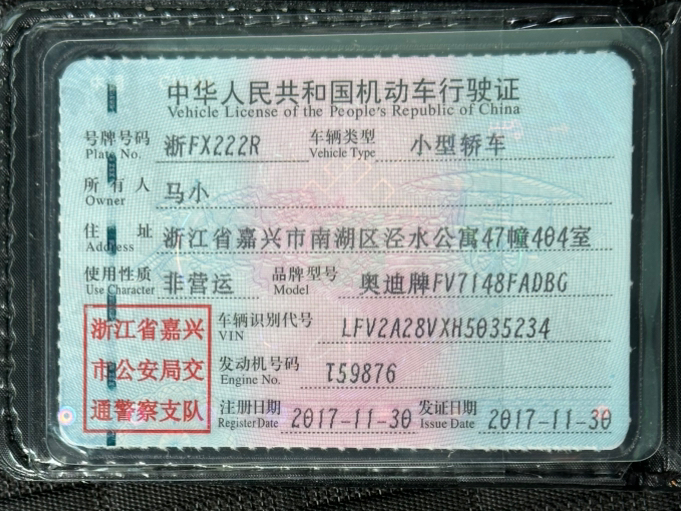 中华人民共和国机动车行驶证
Vehicle License of the People's Republic of China
号牌号码 浙FX222R 车辆类型 小型轿车
Plate No. Vehicle Type
所有人 马小
Owner
住址 浙江省嘉兴市南湖区泾水公寓47幢404室
Address
使用性质 非营运 品牌型号 奥迪牌FV7148FADBG
Use Character Model
浙江省嘉兴
市公安局交
通警察支队
车辆识别代号 LFV2A28VXH5035234
VIN
发动机号码 T59876
Engine No.
注册日期 2017-11-30 发证日期 2017-11-30
Register Date Issue Date